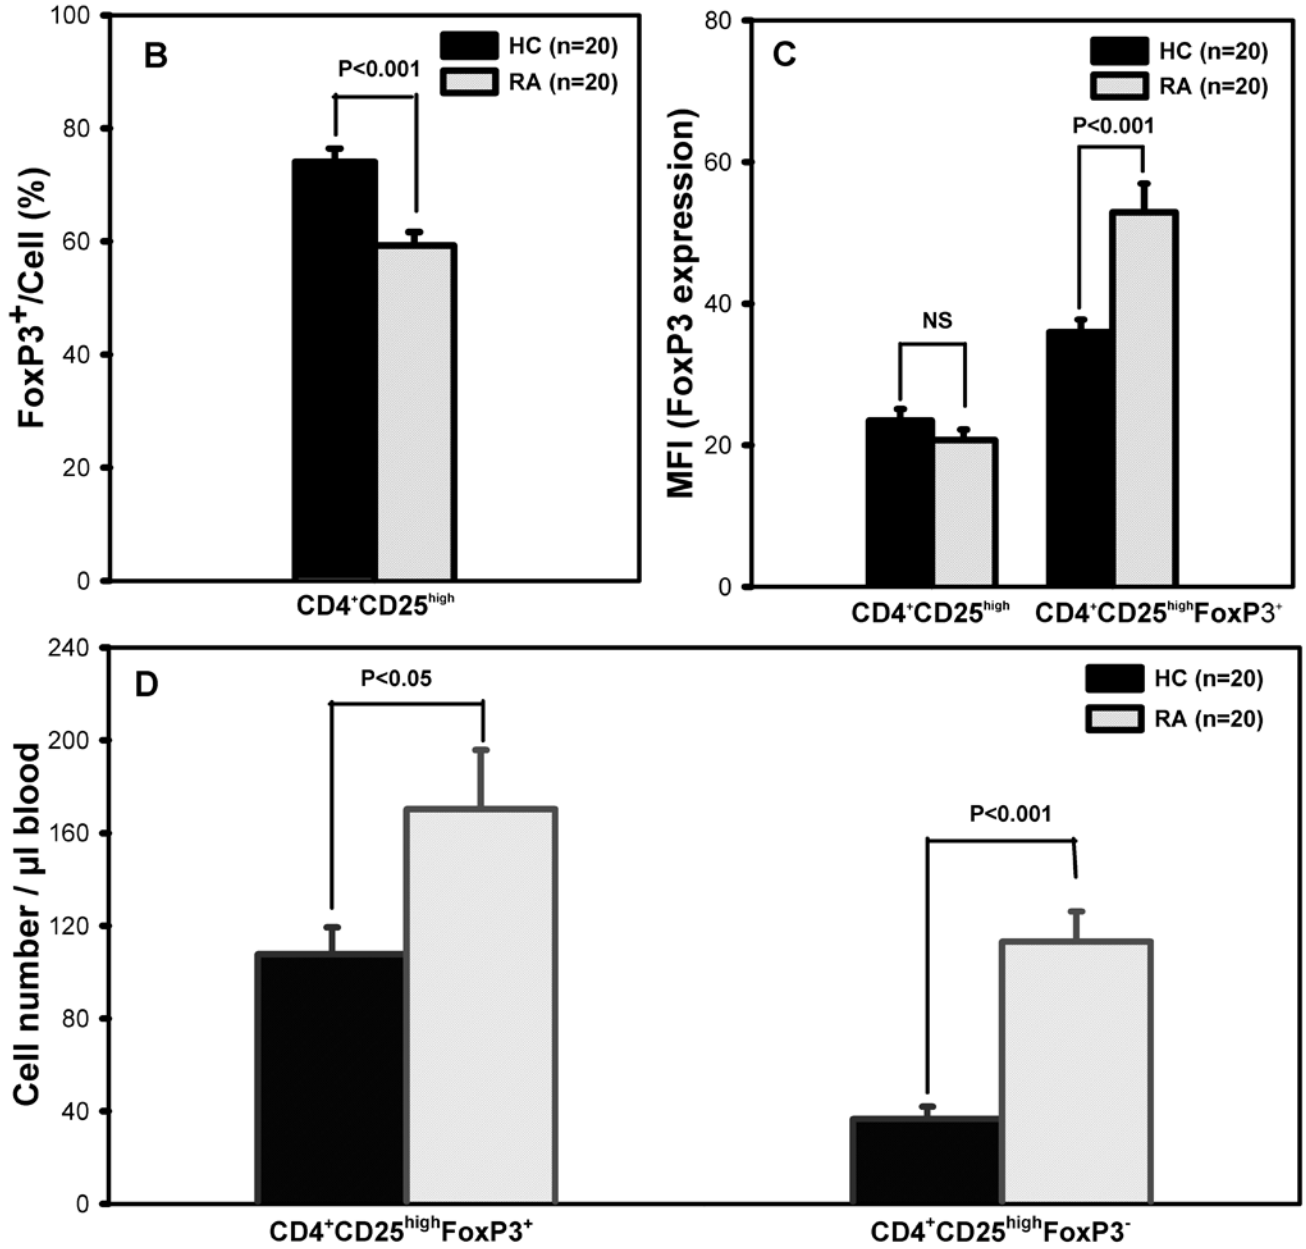 B
HC (n=20)
RA (n=20)
P<0.001
100
80
60
40
20
0
FoxP3⁺/Cell (%)
CD4⁺CD25ʰⁱᵍʰ
C
HC (n=20)
RA (n=20)
P<0.001
NS
80
60
40
20
0
MFI (FoxP3 expression)
CD4⁺CD25ʰⁱᵍʰ
CD4⁺CD25ʰⁱᵍʰFoxP3⁺
D
P<0.05
HC (n=20)
RA (n=20)
P<0.001
240
200
160
120
80
40
0
Cell number / µl blood
CD4⁺CD25ʰⁱᵍʰFoxP3⁺
CD4⁺CD25ʰⁱᵍʰFoxP3⁻